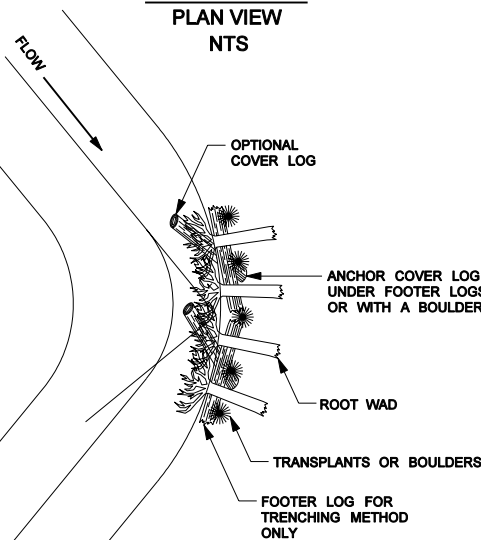 PLAN VIEW
NTS
FLOW
OPTIONAL
COVER LOG
ANCHOR COVER LOG
UNDER FOOTER LOGS
OR WITH A BOULDER
ROOT WAD
TRANSPLANTS OR BOULDERS
FOOTER LOG FOR
TRENCHING METHOD
ONLY